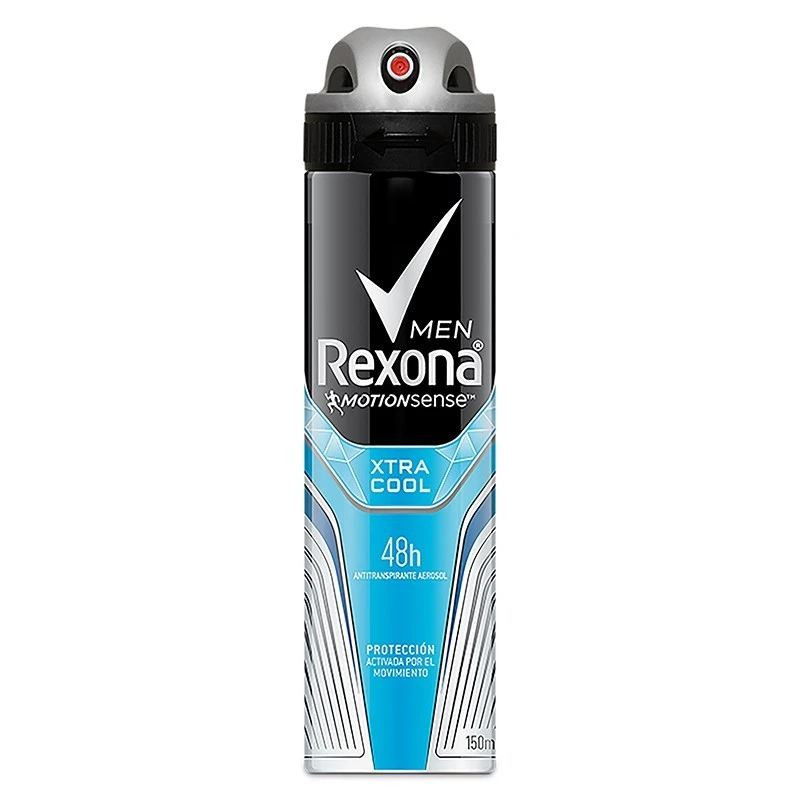 MEN
Rexona®
MOTIONsense™
XTRA
COOL
48h
ANTITRANSPIRANTE AEROSOL
PROTECCIÓN
ACTIVADA POR EL
MOVIMIENTO
150m